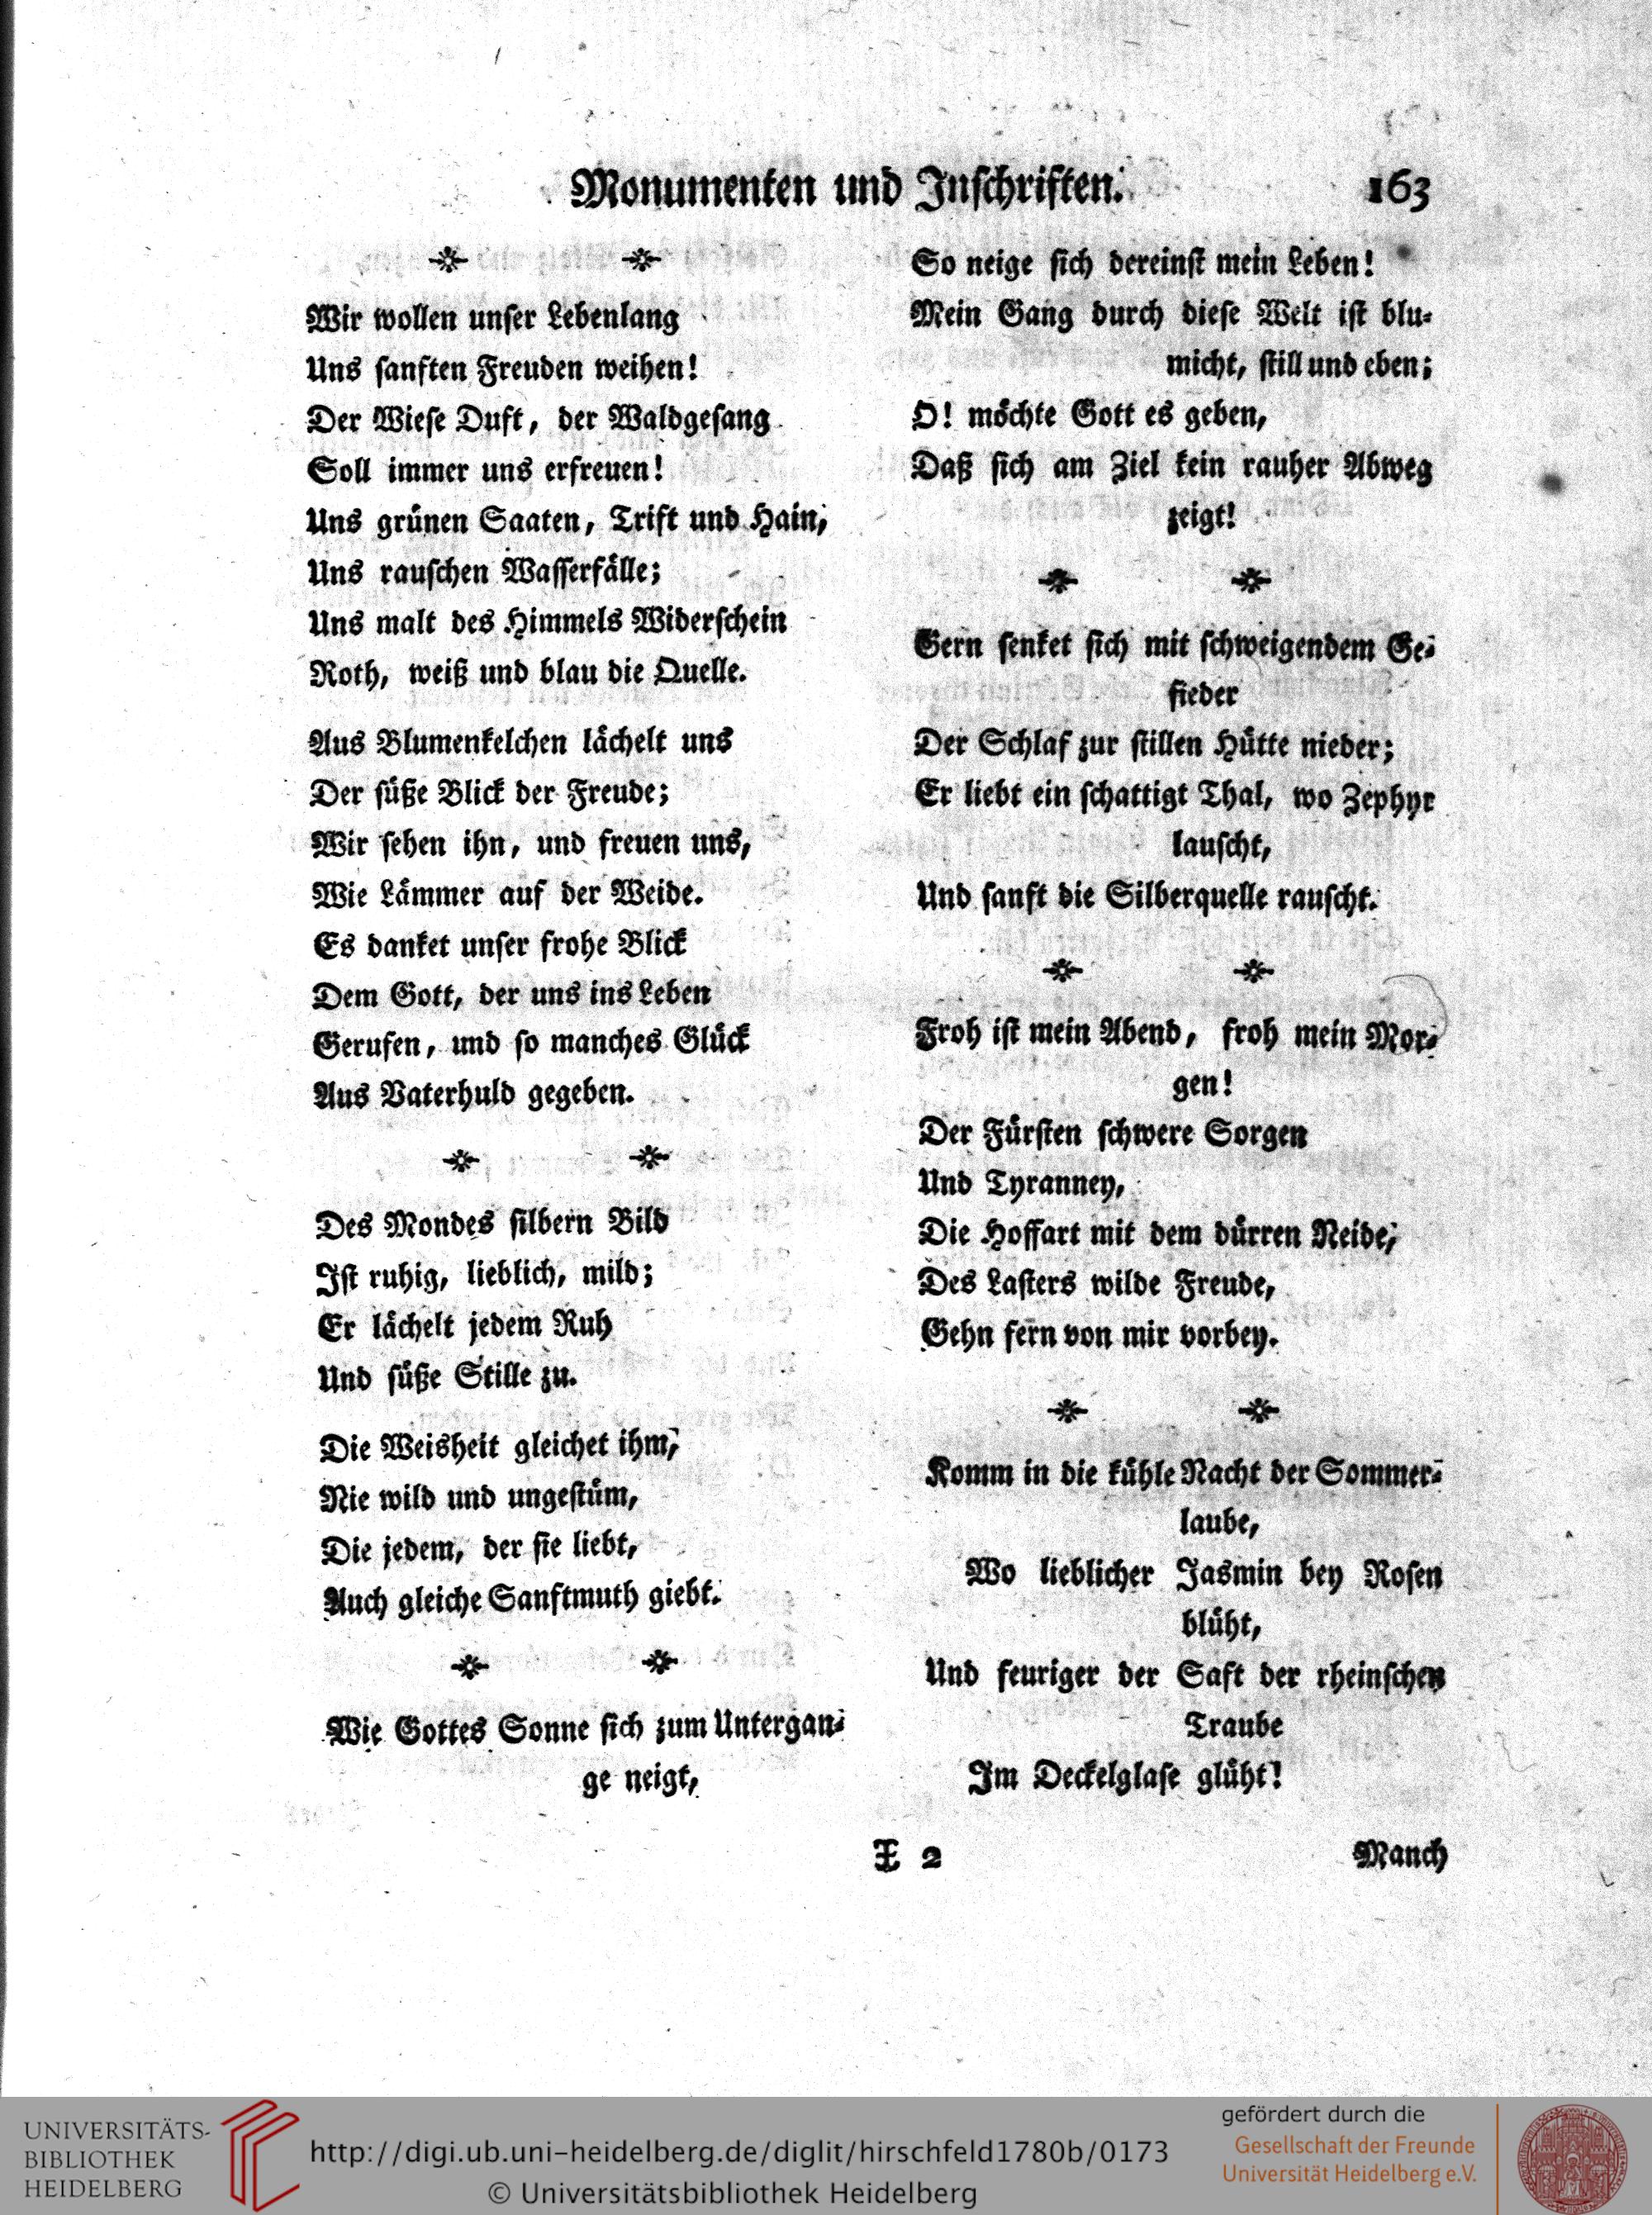 Monumenten und Inschriften. 163
Wir wollen unser Lebenlang
Uns sanften Freuden weihen!
Der Wiese Duft, der Waldgesang
Soll immer uns erfreuen!
Uns grünen Saaten, Trift und Hain,
Uns rauschen Wasserfälle;
Uns malt des Himmels Widerschein
Roth, weiß und blau die Quelle.
Aus Blumenkelchen lächelt uns
Der süße Blick der Freude;
Wir sehen ihn, und freuen uns,
Wie Lämmer auf der Weide.
Es danket unser frohe Blick
Dem Gott, der uns ins Leben
Gerufen, und so manches Glück
Aus Vaterhuld gegeben.
Des Mondes silbern Bild
Ist ruhig, lieblich, mild;
Er lächelt jedem Ruh
Und süße Stille zu.
Die Weisheit gleichet ihm,
Nie wild und ungestüm,
Die jedem, der sie liebt,
Auch gleiche Sanftmuth giebt.
Wie Gottes Sonne sich zum Untergan-
ge neigt,
So neige sich dereinst mein Leben!
Mein Gang durch diese Welt ist blu-
micht, still und eben;
O! möchte Gott es geben,
Daß sich am Ziel kein rauher Abweg
zeigt!
Gern senket sich mit schweigendem Ge-
fieder
Der Schlaf zur stillen Hütte nieder;
Er liebt ein schattigt Thal, wo Zephyr
lauscht,
Und sanft die Silberquelle rauscht.
Froh ist mein Abend, froh mein Mor-
gen!
Der Fürsten schwere Sorgen
Und Tyranney,
Die Hoffart mit dem dürren Neide,
Des Lasters wilde Freude,
Gehn fern von mir vorbey.
Komm in die kühle Nacht der Sommer-
laube,
Wo lieblicher Jasmin bey Rosen
blüht,
Und feuriger der Saft der rheinschen
Traube
Im Deckelglase glüht!
X 2 Manch
UNIVERSITÄTS-
BIBLIOTHEK
HEIDELBERG
http://digi.ub.uni-heidelberg.de/diglit/hirschfeld1780b/0173
© Universitätsbibliothek Heidelberg
gefördert durch die
Gesellschaft der Freunde
Universität Heidelberg e.V.